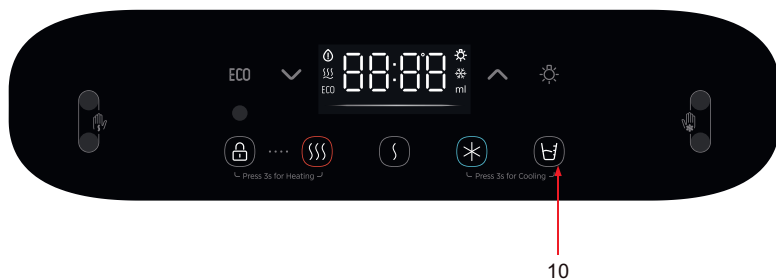 ECO
88:88
ECO
ml
Press 3s for Heating
Press 3s for Cooling
10